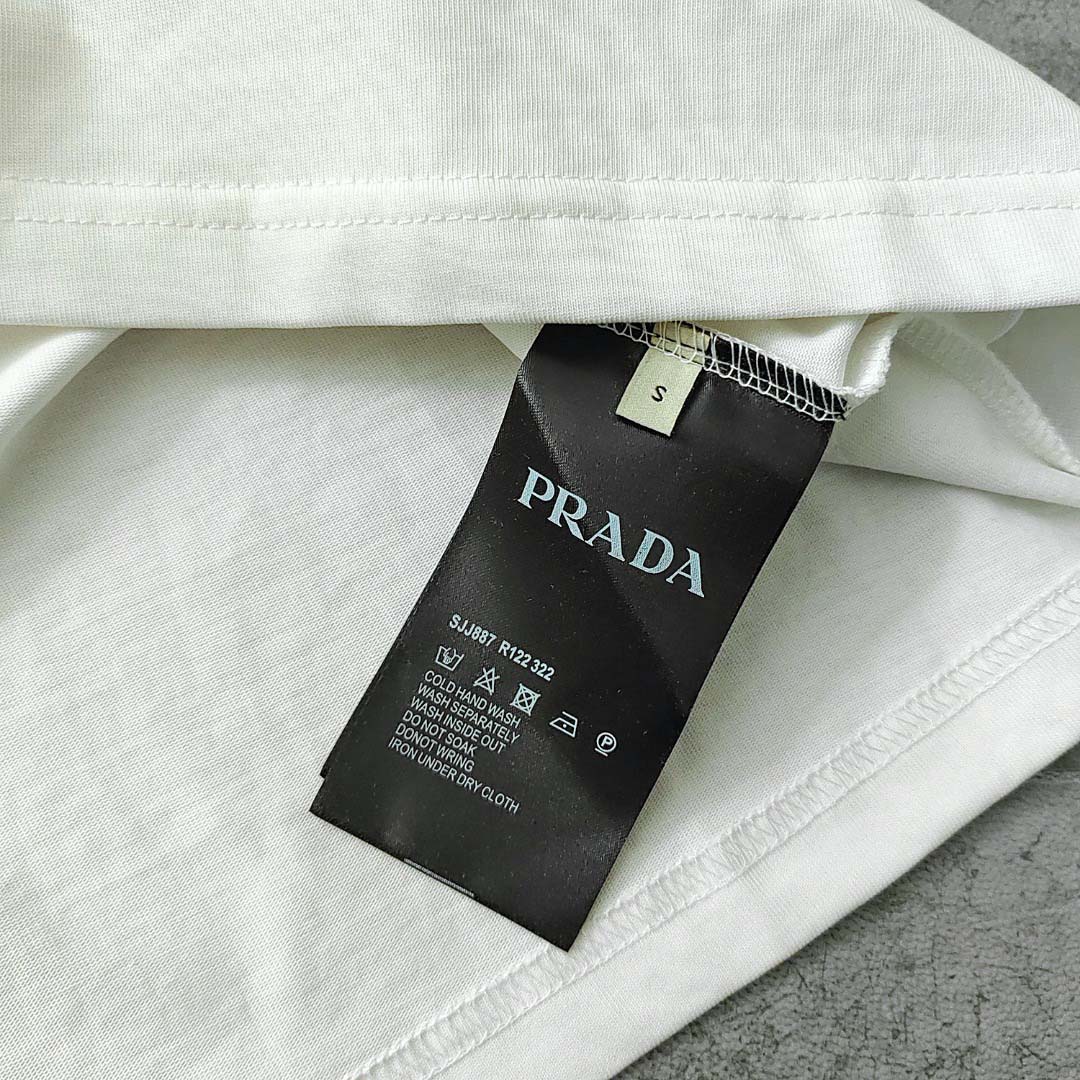 S
PRADA
SJJ887 R122 322
P
COLD HAND WASH
WASH SEPARATELY
WASH INSIDE OUT
DO NOT SOAK
DONOT WRING
IRON UNDER DRY CLOTH